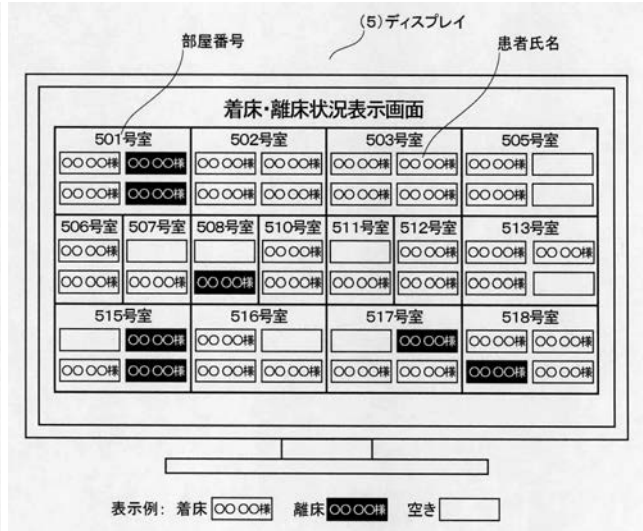 (5)ディスプレイ
部屋番号
患者氏名
着床・離床状況表示画面
501号室 502号室 503号室 505号室
○○ ○○様 ○○ ○○様 ○○ ○○様 ○○ ○○様 ○○ ○○様 ○○ ○○様 ○○ ○○様
○○ ○○様 ○○ ○○様 ○○ ○○様 ○○ ○○様 ○○ ○○様 ○○ ○○様 ○○ ○○様
506号室 507号室 508号室 510号室 511号室 512号室 513号室
○○ ○○様 ○○ ○○様 ○○ ○○様 ○○ ○○様 ○○ ○○様
○○ ○○様 ○○ ○○様 ○○ ○○様 ○○ ○○様 ○○ ○○様 ○○ ○○様 ○○ ○○様
515号室 516号室 517号室 518号室
○○ ○○様 ○○ ○○様 ○○ ○○様 ○○ ○○様 ○○ ○○様
○○ ○○様 ○○ ○○様 ○○ ○○様 ○○ ○○様 ○○ ○○様 ○○ ○○様 ○○ ○○様 ○○ ○○様
表示例: 着床 ○○ ○○様 離床 ○○ ○○様 空き